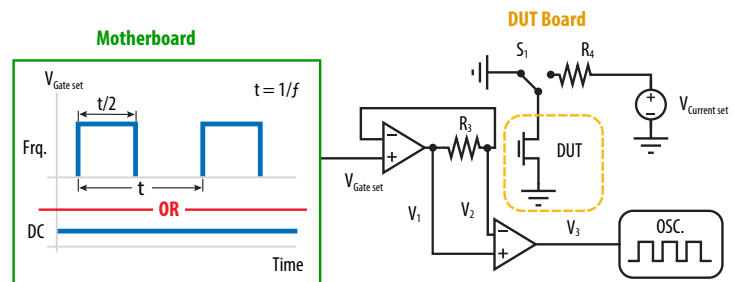 Motherboard
DUT Board
V Gate set
t/2
t = 1/f
Frq.
t
OR
DC
Time
V Gate set
R3
V1
V2
S1
R4
+
−
V Current set
DUT
−
+
−
+
V3
OSC.